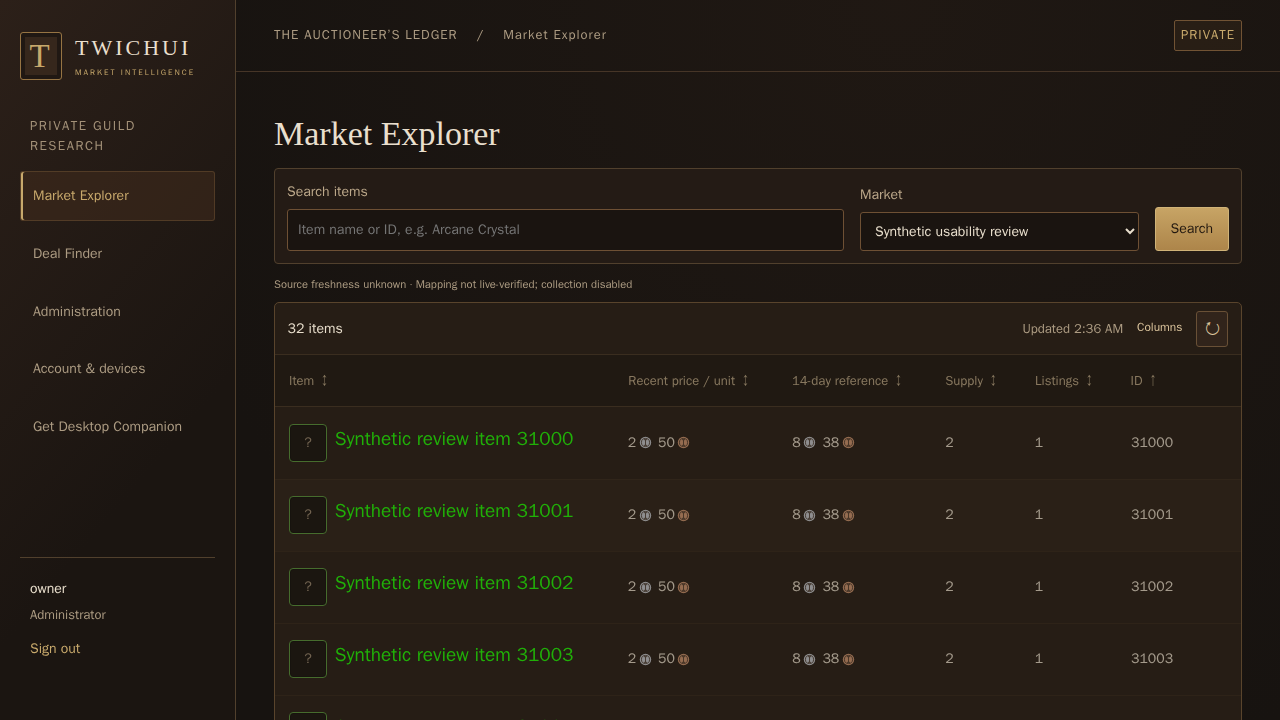 T
TWICHUI
MARKET INTELLIGENCE
PRIVATE GUILD
RESEARCH
Market Explorer
Deal Finder
Administration
Account & devices
Get Desktop Companion
owner
Administrator
Sign out
THE AUCTIONEER'S LEDGER / Market Explorer
PRIVATE
Market Explorer
Search items
Item name or ID, e.g. Arcane Crystal
Market
Synthetic usability review
Search
Source freshness unknown · Mapping not live-verified; collection disabled
32 items
Updated 2:36 AM
Columns
Item ↕ Recent price / unit ↕ 14-day reference ↕ Supply ↕ Listings ↕ ID ↑
? Synthetic review item 31000 2 50 8 38 2 1 31000
? Synthetic review item 31001 2 50 8 38 2 1 31001
? Synthetic review item 31002 2 50 8 38 2 1 31002
? Synthetic review item 31003 2 50 8 38 2 1 31003